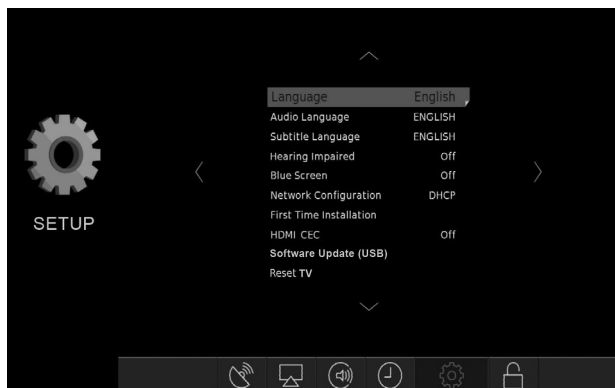 Language English
Audio Language ENGLISH
Subtitle Language ENGLISH
Hearing Impaired Off
Blue Screen Off
Network Configuration DHCP
SETUP
First Time Installation
HDMI CEC Off
Software Update (USB)
Reset TV